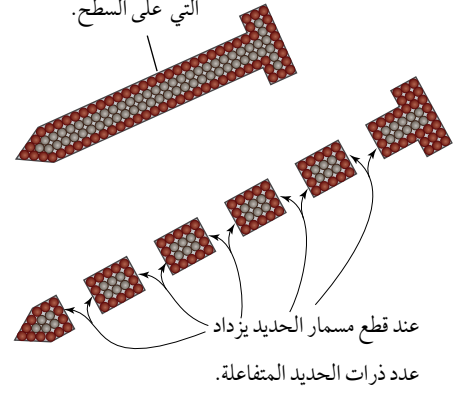 التي على السطح.
عند قطع مسمار الحديد يزداد
عدد ذرات الحديد المتفاعلة.